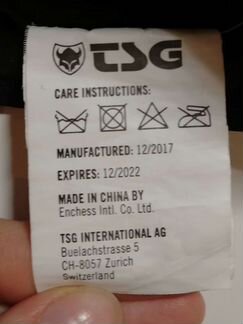 TSG
CARE INSTRUCTIONS:
MANUFACTURED: 12/2017
EXPIRES: 12/2022
MADE IN CHINA BY
Enchess Intl. Co. Ltd.
TSG INTERNATIONAL AG
Buelachstrasse 5
CH-8057 Zurich
Switzerland